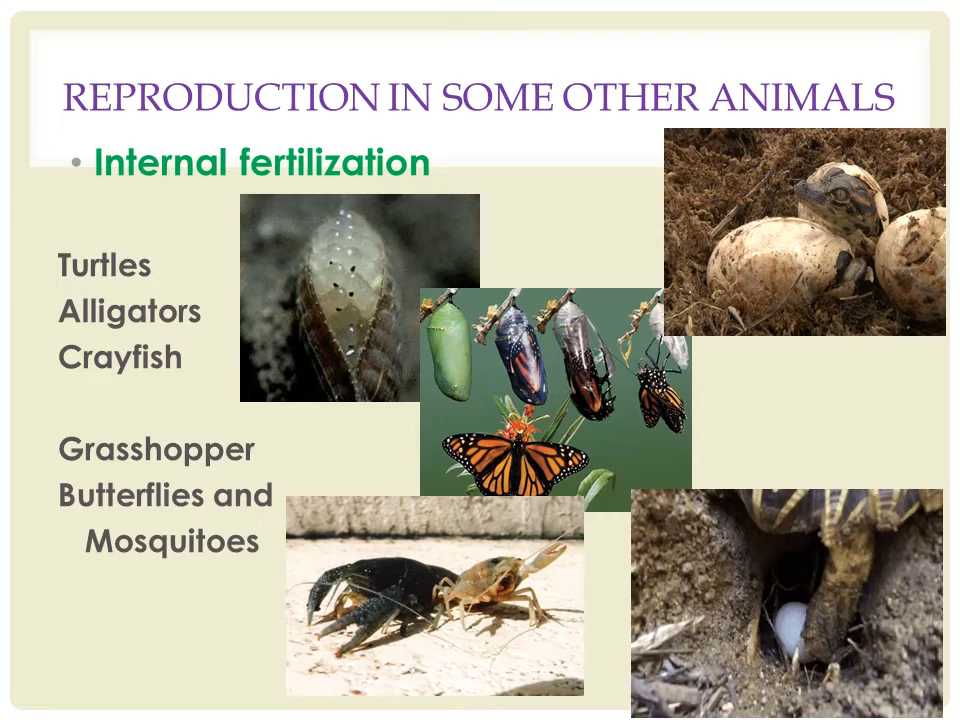 REPRODUCTION IN SOME OTHER ANIMALS
• Internal fertilization
Turtles
Alligators
Crayfish
Grasshopper
Butterflies and
Mosquitoes